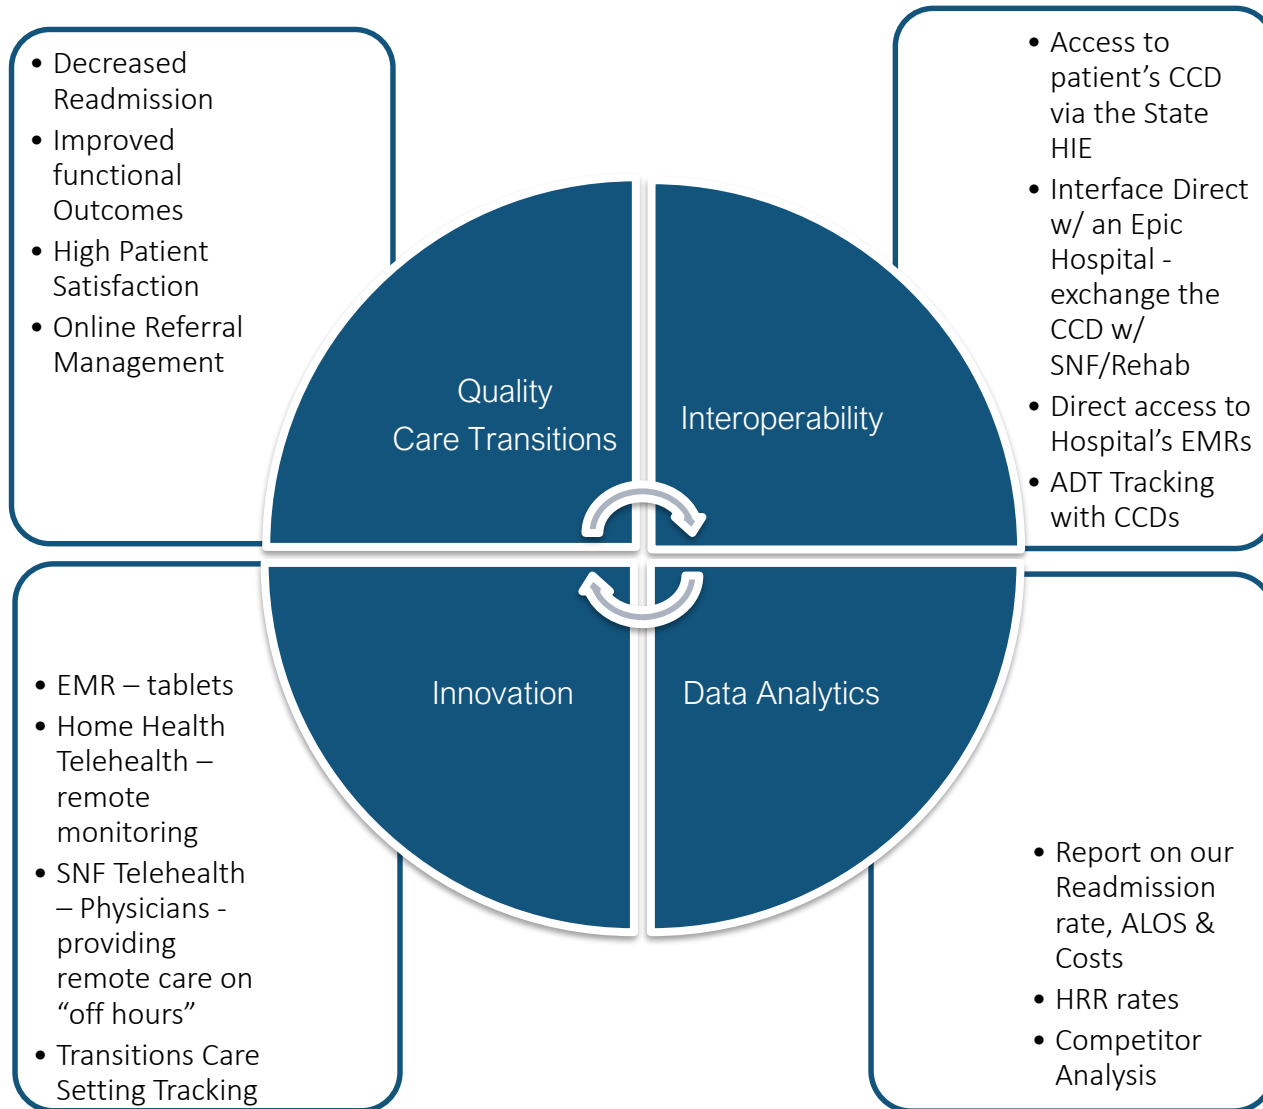 • Decreased
Readmission
• Improved
functional
Outcomes
• High Patient
Satisfaction
• Online Referral
Management
• Access to
patient's CCD
via the State
HIE
• Interface Direct
w/ an Epic
Hospital -
exchange the
CCD w/
SNF/Rehab
• Direct access to
Hospital's EMRs
• ADT Tracking
with CCDs
Quality
Care Transitions
Interoperability
Innovation
Data Analytics
• EMR – tablets
• Home Health
Telehealth –
remote
monitoring
• SNF Telehealth
– Physicians -
providing
remote care on
“off hours”
• Transitions Care
Setting Tracking
• Report on our
Readmission
rate, ALOS &
Costs
• HRR rates
• Competitor
Analysis